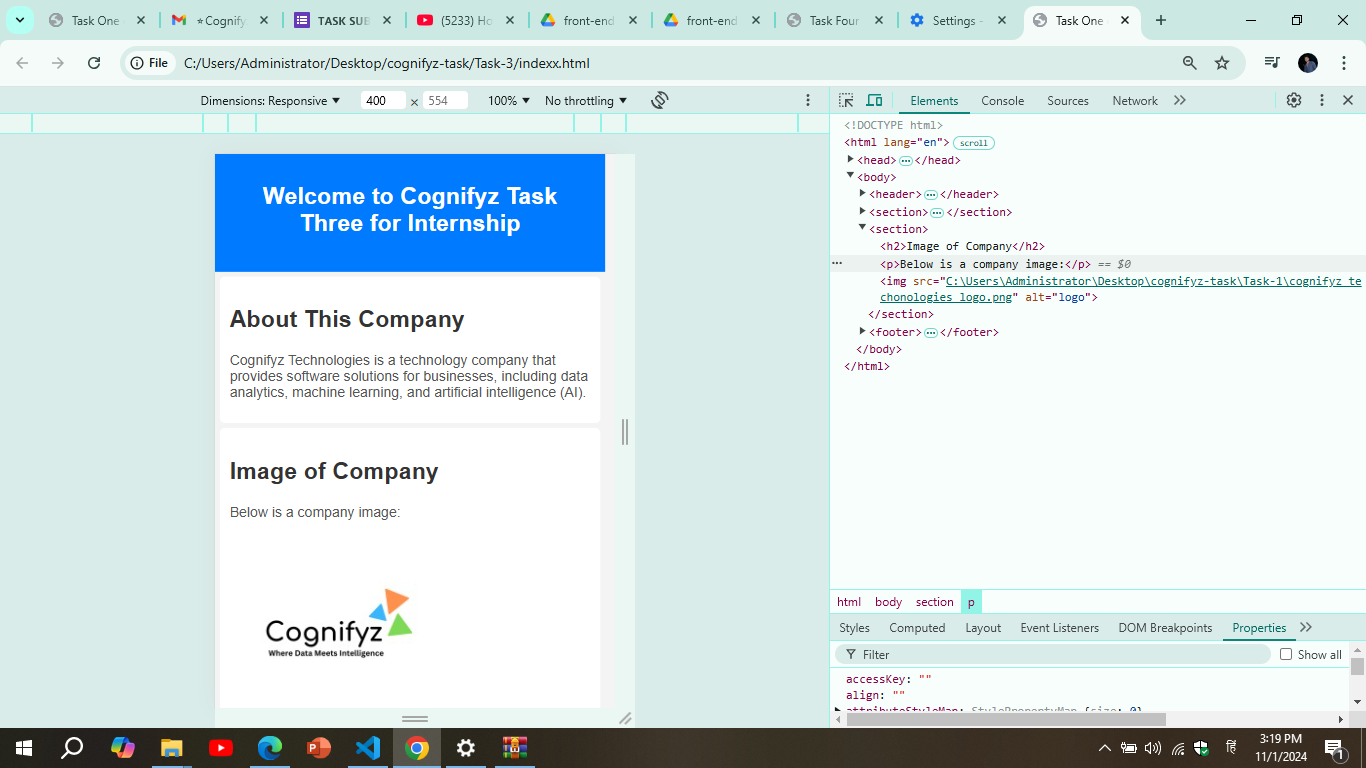 Task One
✯Cognify
TASK SUB
(5233) Ho
front-end
front-end
Task Four
Settings -
Task One
File
C:/Users/Administrator/Desktop/cognifyz-task/Task-3/indexx.html
Dimensions: Responsive
400
×
554
100%
No throttling
Elements
Console
Sources
Network
<!DOCTYPE html>
<html lang="en"> scroll
<head> ⋯ </head>
<body>
<header> ⋯ </header>
<section> ⋯ </section>
<section>
<h2>Image of Company</h2>
<p>Below is a company image:</p> == $0
<img src="C:\Users\Administrator\Desktop\cognifyz-task\Task-1\cognifyz te
chonologies logo.png" alt="logo">
</section>
<footer> ⋯ </footer>
</body>
</html>
Welcome to Cognifyz Task
Three for Internship
About This Company
Cognifyz Technologies is a technology company that
provides software solutions for businesses, including data
analytics, machine learning, and artificial intelligence (AI).
Image of Company
Below is a company image:
Cognifyz
Where Data Meets Intelligence
html
body
section
p
Styles
Computed
Layout
Event Listeners
DOM Breakpoints
Properties
Filter
Show all
accessKey: ""
align: ""
attributeStyleMap: StylePropertyMap {size: 0}
हि
3:19 PM
11/1/2024
1